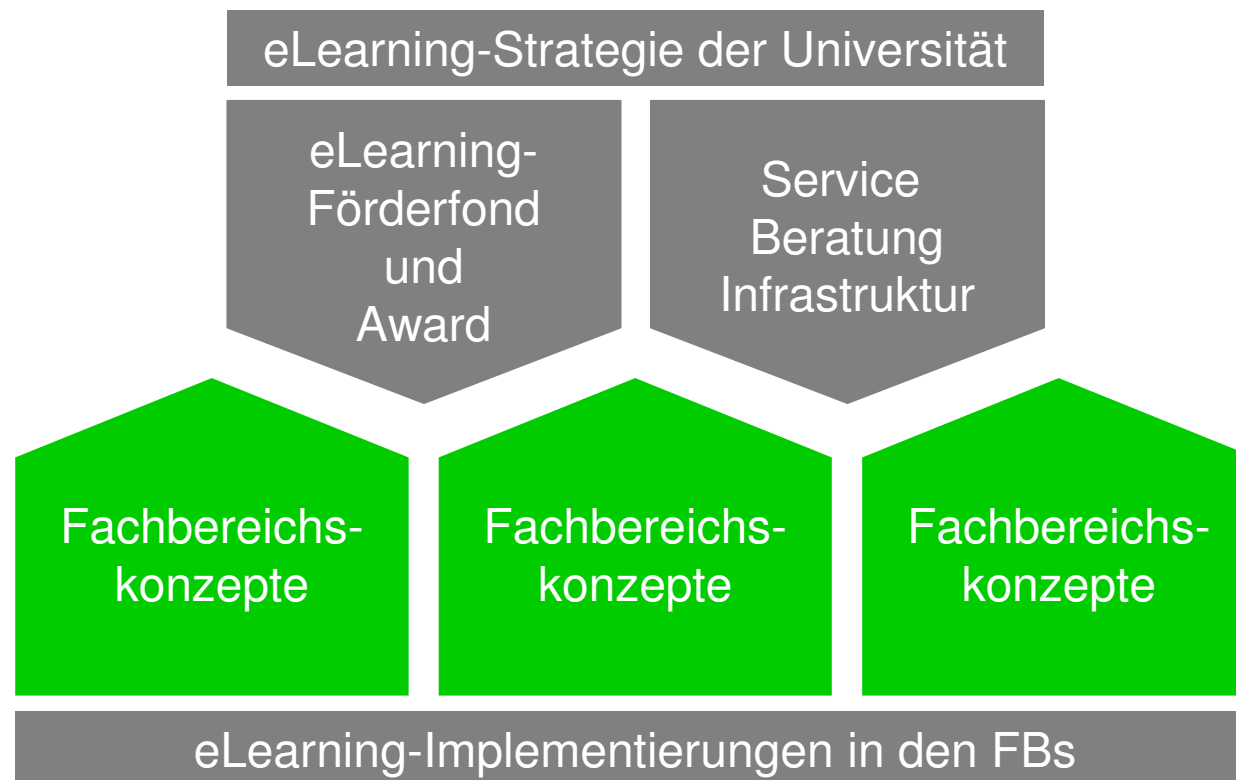 eLearning-Strategie der Universität
eLearning-
Förderfond
und
Award
Service
Beratung
Infrastruktur
Fachbereichs-
konzepte
Fachbereichs-
konzepte
Fachbereichs-
konzepte
eLearning-Implementierungen in den FBs